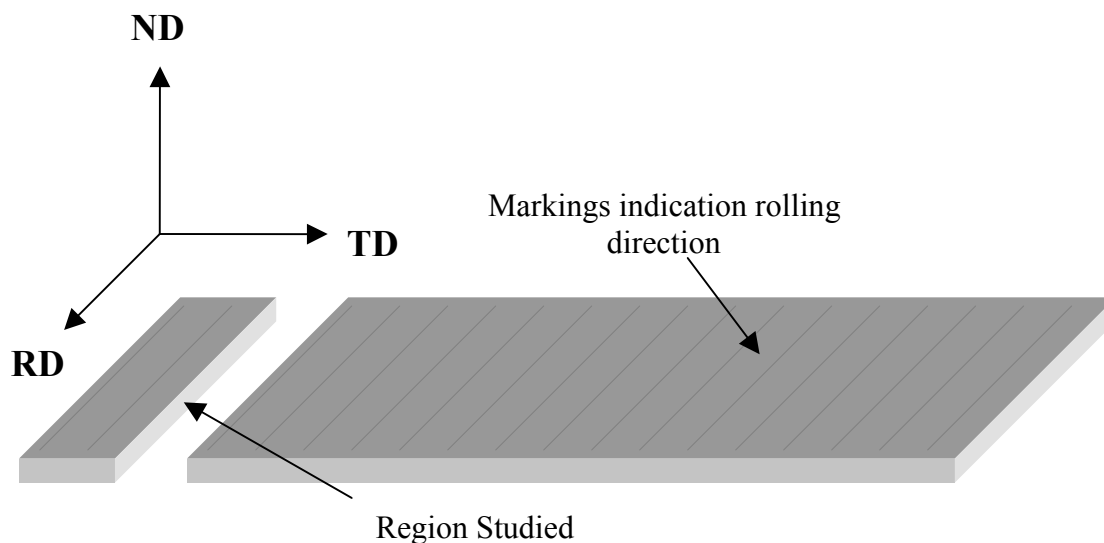 ND
Markings indication rolling
direction
TD
RD
Region Studied